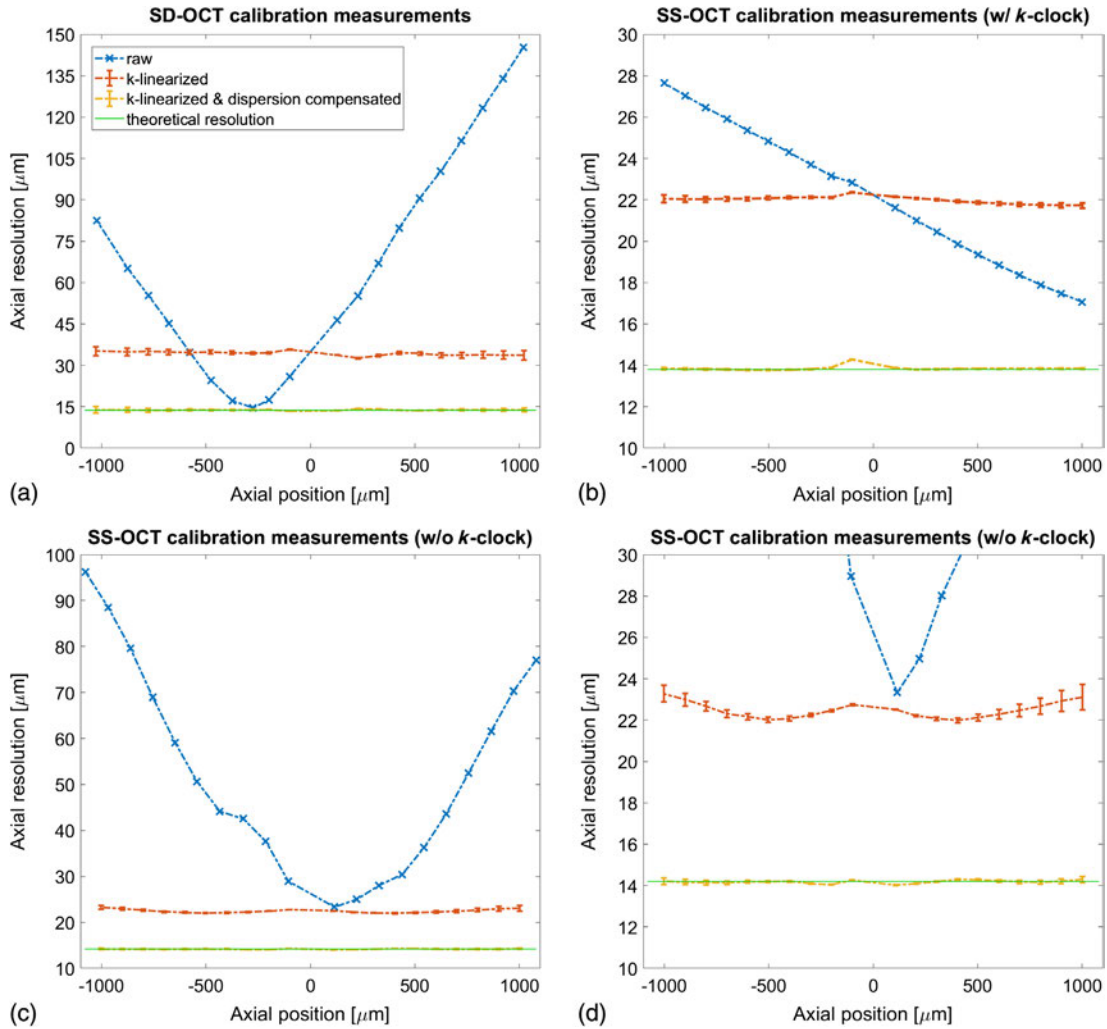 SD-OCT calibration measurements
150
135
120
105
90
75
60
45
30
15
0
Axial resolution [μm]
raw
k-linearized
k-linearized & dispersion compensated
theoretical resolution
-1000 -500 0 500 1000
Axial position [μm]
(a)
SS-OCT calibration measurements (w/ k-clock)
30
28
26
24
22
20
18
16
14
12
10
Axial resolution [μm]
-1000 -500 0 500 1000
Axial position [μm]
(b)
SS-OCT calibration measurements (w/o k-clock)
100
90
80
70
60
50
40
30
20
10
Axial resolution [μm]
-1000 -500 0 500 1000
Axial position [μm]
(c)
SS-OCT calibration measurements (w/o k-clock)
30
28
26
24
22
20
18
16
14
12
10
Axial resolution [μm]
-1000 -500 0 500 1000
Axial position [μm]
(d)